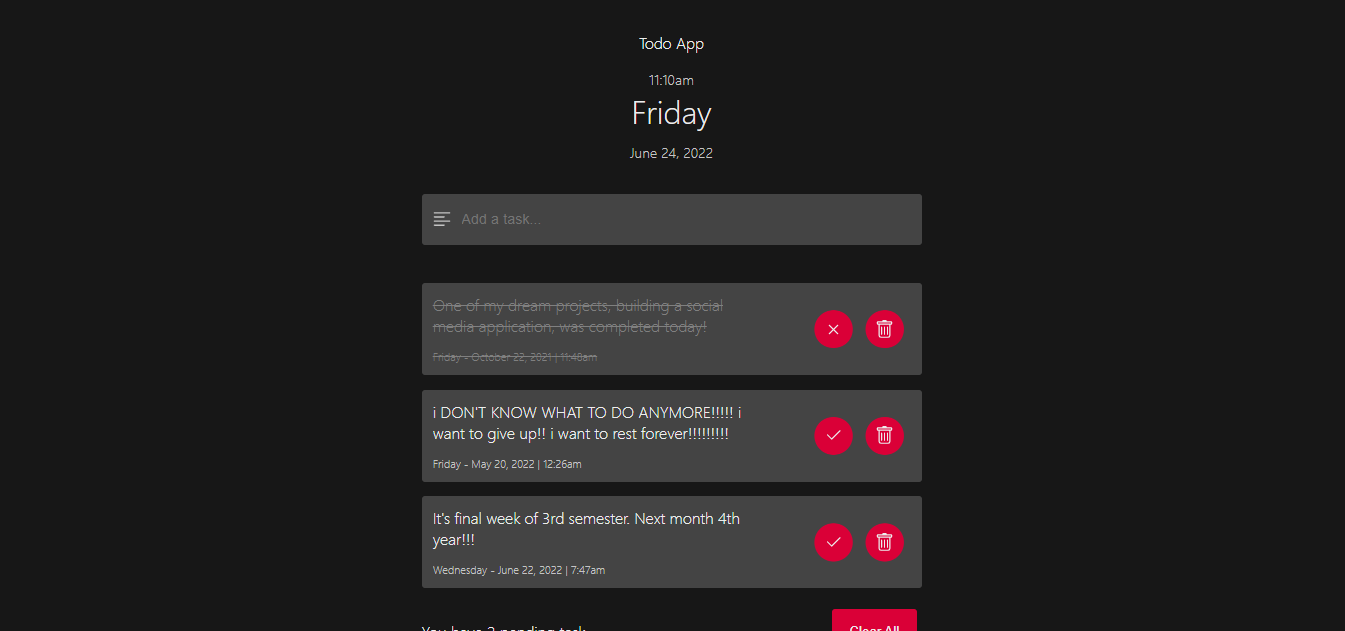 Todo App
11:10am
Friday
June 24, 2022
Add a task...
One of my dream projects, building a social
media application, was completed today!
Friday - October 22, 2021 | 11:48am
i DON'T KNOW WHAT TO DO ANYMORE!!!!! i
want to give up!! i want to rest forever!!!!!!!!!
Friday - May 20, 2022 | 12:26am
It's final week of 3rd semester. Next month 4th
year!!!
Wednesday - June 22, 2022 | 7:47am
You have 2 pending task
Clear All